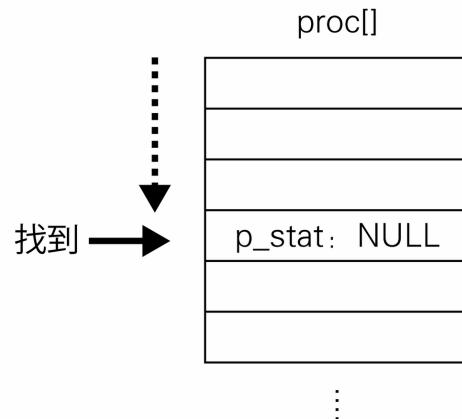 proc[]
找到
p_stat：NULL